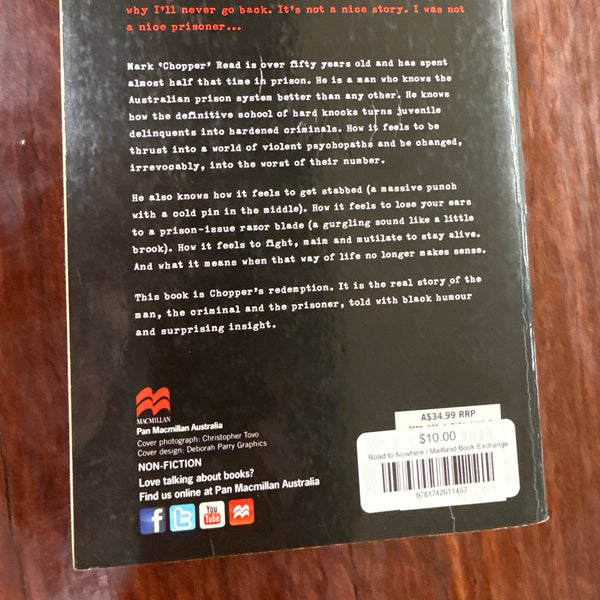 why I'll never go back. It's not a nice story. I was not
a nice prisoner...
Mark 'Chopper' Read is over fifty years old and has spent
almost half that time in prison. He is a man who knows the
Australian prison system better than any other. He knows
how the definitive school of hard knocks turns juvenile
delinquents into hardened criminals. How it feels to be
thrust into a world of violent psychopaths and be changed,
irrevocably, into the worst of their number.
He also knows how it feels to get stabbed (a massive punch
with a cold pin in the middle). How it feels to lose your ears
to a prison-issue razor blade (a gurgling sound like a little
brook). How it feels to fight, maim and mutilate to stay alive.
And what it means when that way of life no longer makes sense.
This book is Chopper's redemption. It is the real story of the
man, the criminal and the prisoner, told with black humour
and surprising insight.
MACMILLAN
Pan Macmillan Australia
Cover photograph: Christopher Tovo
Cover design: Deborah Parry Graphics
NON-FICTION
Love talking about books?
Find us online at Pan Macmillan Australia
You
Tube
A$34.99 RRP
$10.00
Road to Nowhere / Maitland Book Exchange
9781742611457